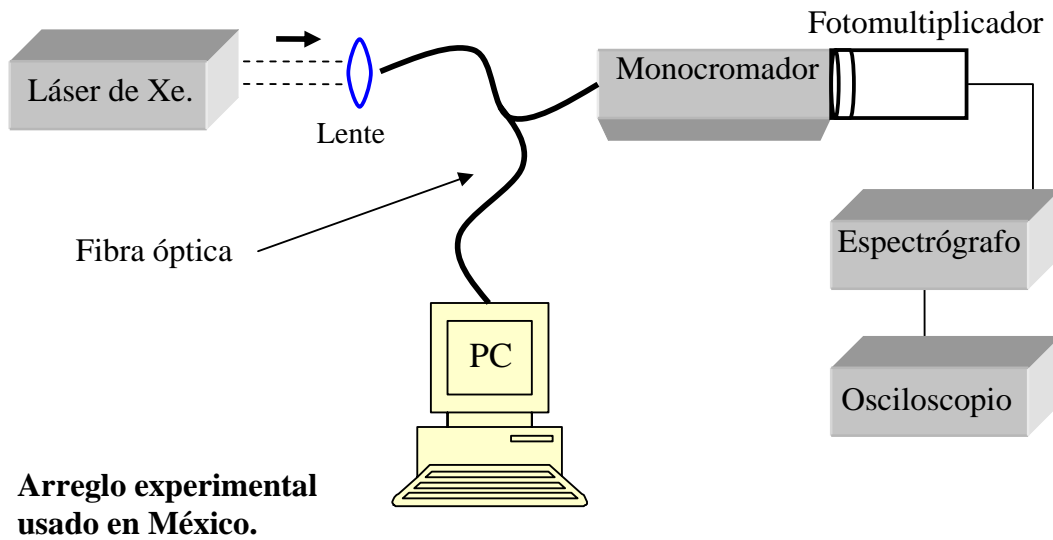 Fotomultiplicador
Láser de Xe.
Monocromador
Lente
Fibra óptica
Espectrógrafo
PC
Osciloscopio
Arreglo experimental
usado en México.